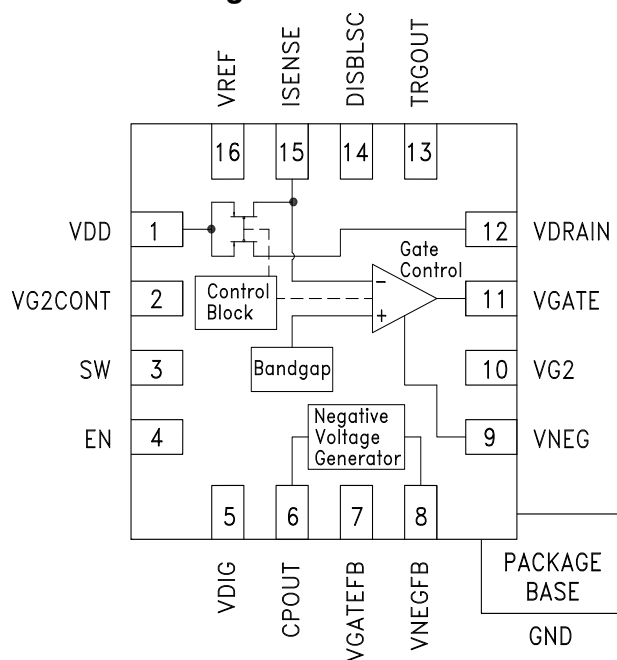 VREF
ISENSE
DISBLSC
TRGOUT
16
15
14
13
VDD
1
12
VDRAIN
Gate
Control
VG2CONT
2
Control
Block
−
+
11
VGATE
SW
3
Bandgap
10
VG2
EN
4
Negative
Voltage
Generator
9
VNEG
5
6
7
8
VDIG
CPOUT
VGATEFB
VNEGFB
PACKAGE
BASE
GND